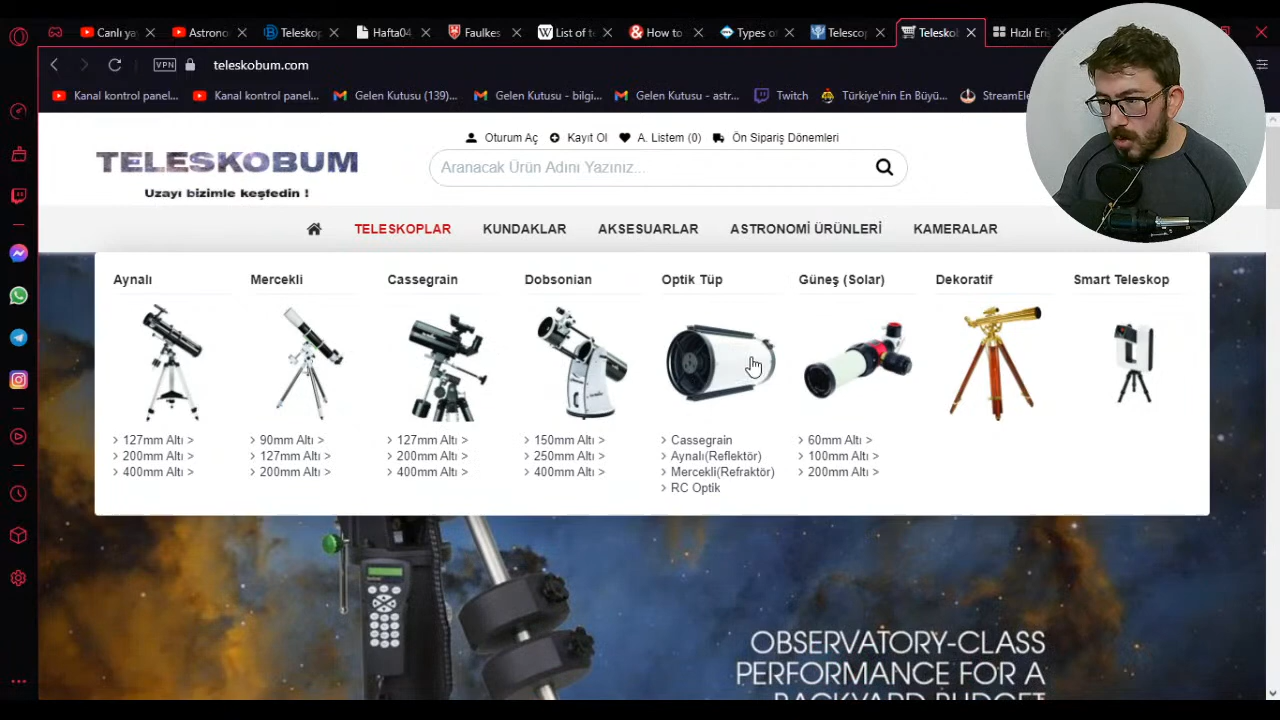 Canlı ya
Astrono
Teleskop
Hafta04
Faulkes
List of te
How to
Types o
Telescop
Teleskob
Hızlı Eriş
VPN
teleskobum.com
Kanal kontrol panel...
Kanal kontrol panel...
Gelen Kutusu (139)...
Gelen Kutusu - bilgi...
Gelen Kutusu - astr...
Twitch
Türkiye'nin En Büyü...
StreamEle
Oturum Aç
Kayıt Ol
A. Listem (0)
Ön Sipariş Dönemleri
TELESKOBUM
Uzayı bizimle keşfedin !
Aranacak Ürün Adını Yazınız...
TELESKOPLAR
KUNDAKLAR
AKSESUARLAR
ASTRONOMİ ÜRÜNLERİ
KAMERALAR
Aynalı
Mercekli
Cassegrain
Dobsonian
Optik Tüp
Güneş (Solar)
Dekoratif
Smart Teleskop
> 127mm Altı >
> 200mm Altı >
> 400mm Altı >
> 90mm Altı >
> 127mm Altı >
> 200mm Altı >
> 127mm Altı >
> 200mm Altı >
> 400mm Altı >
> 150mm Altı >
> 250mm Altı >
> 400mm Altı >
> Cassegrain
> Aynalı(Reflektör)
> Mercekli(Refraktör)
> RC Optik
> 60mm Altı >
> 100mm Altı >
> 200mm Altı >
OBSERVATORY-CLASS
PERFORMANCE FOR A
BACKYARD BUDGET